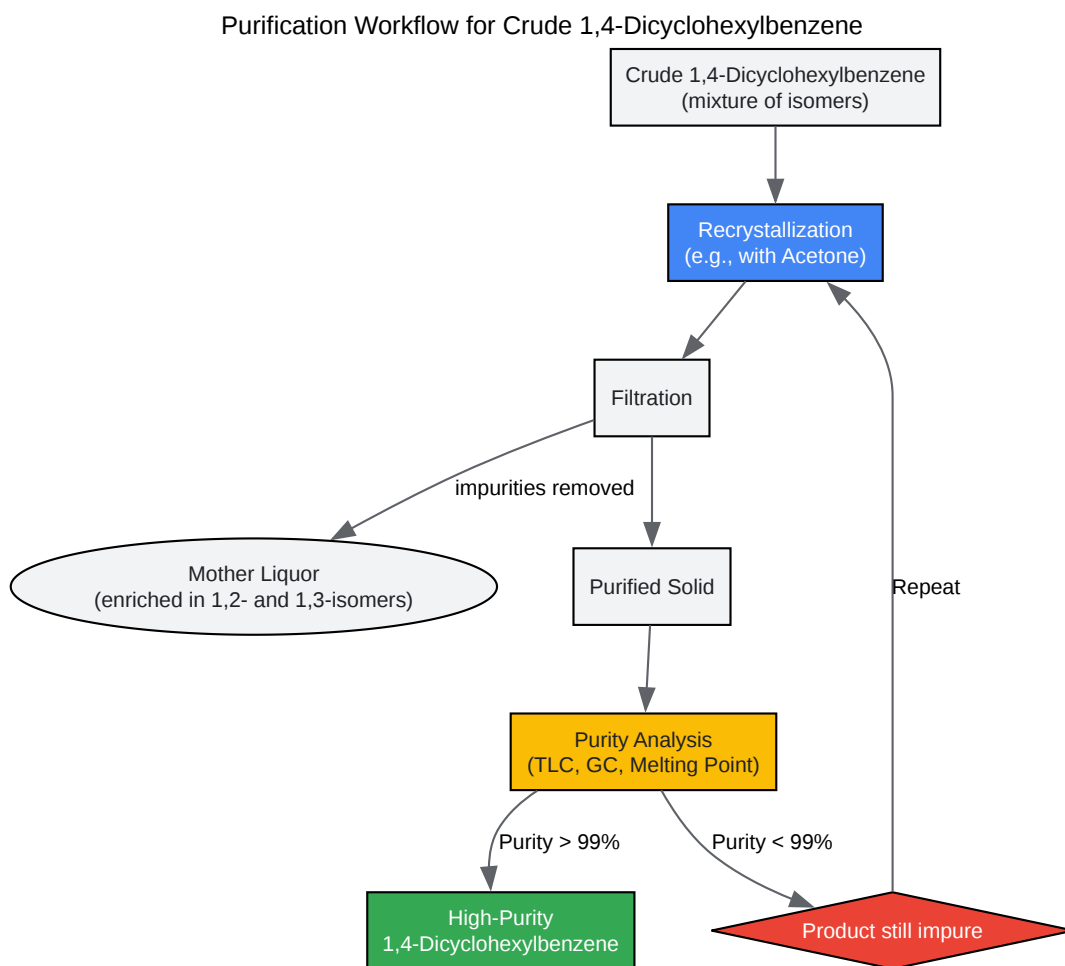 Purification Workflow for Crude 1,4-Dicyclohexylbenzene
Crude 1,4-Dicyclohexylbenzene
(mixture of isomers)
Recrystallization
(e.g., with Acetone)
Filtration
impurities removed
Mother Liquor
(enriched in 1,2- and 1,3-isomers)
Purified Solid
Repeat
Purity Analysis
(TLC, GC, Melting Point)
Purity > 99%
Purity < 99%
High-Purity
1,4-Dicyclohexylbenzene
Product still impure